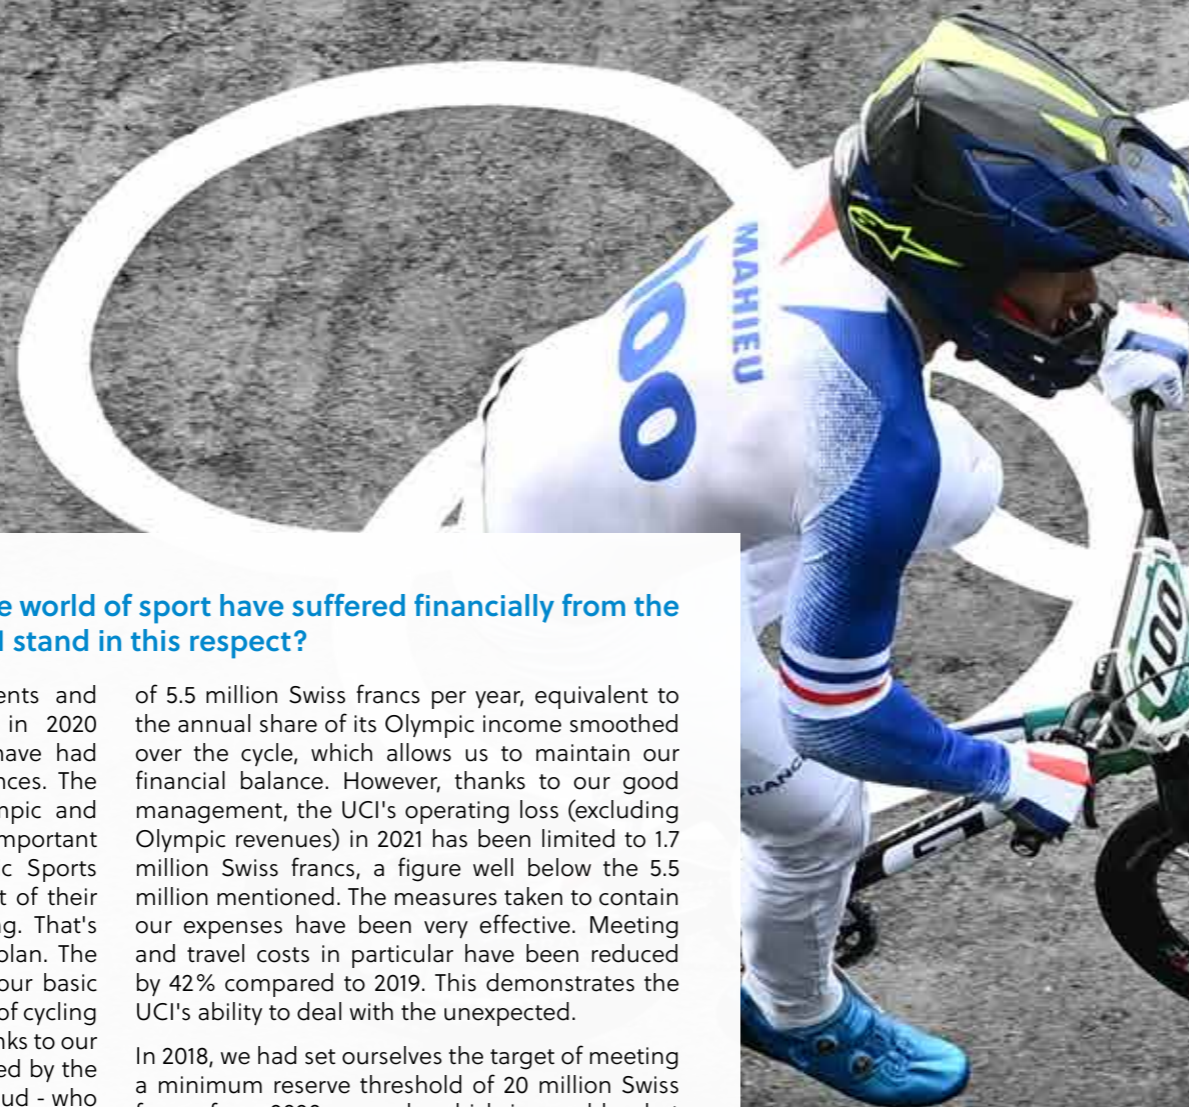 MAHIEU
100
100
FRANC
e world of sport have suffered financially from the
I stand in this respect?
ents and
in 2020
have had
nces. The
mpic and
mportant
c Sports
t of their
ng. That's
plan. The
our basic
of cycling
nks to our
ed by the
ud - who
of 5.5 million Swiss francs per year, equivalent to
the annual share of its Olympic income smoothed
over the cycle, which allows us to maintain our
financial balance. However, thanks to our good
management, the UCI's operating loss (excluding
Olympic revenues) in 2021 has been limited to 1.7
million Swiss francs, a figure well below the 5.5
million mentioned. The measures taken to contain
our expenses have been very effective. Meeting
and travel costs in particular have been reduced
by 42% compared to 2019. This demonstrates the
UCI's ability to deal with the unexpected.
In 2018, we had set ourselves the target of meeting
a minimum reserve threshold of 20 million Swiss